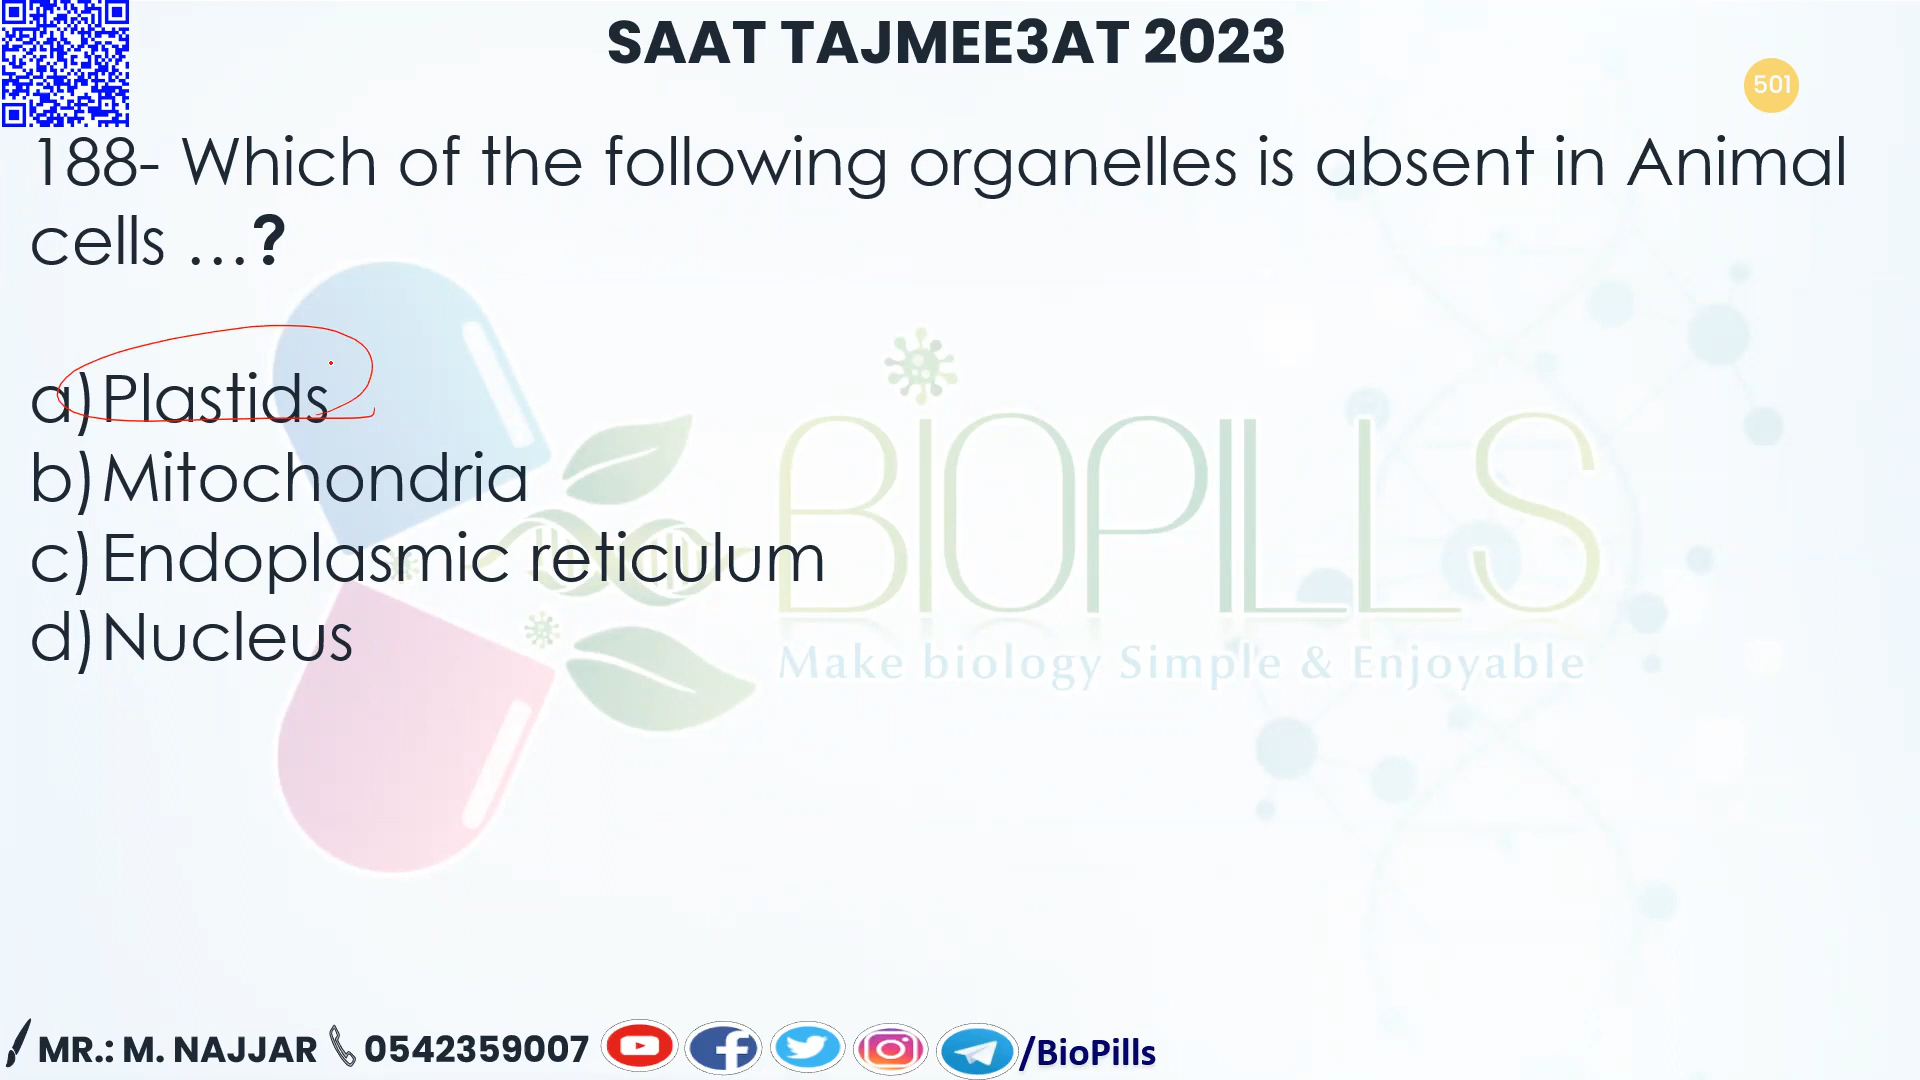 SAAT TAJMEE3AT 2023
501
188- Which of the following organelles is absent in Animal
cells ...?
a) Plastids
b) Mitochondria
c) Endoplasmic reticulum
d) Nucleus
BIOPILLS
Make biology Simple & Enjoyable
MR.: M. NAJJAR 0542359007 /BioPills